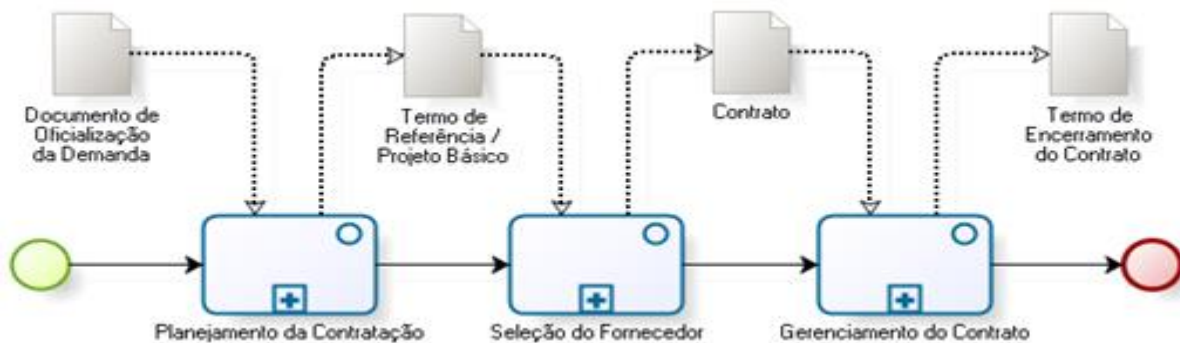 Documento de
Oficialização
da Demanda
Termo de
Referência /
Projeto Básico
Contrato
Termo de
Encerramento
do Contrato
Planejamento da Contratação
Seleção do Fornecedor
Gerenciamento do Contrato